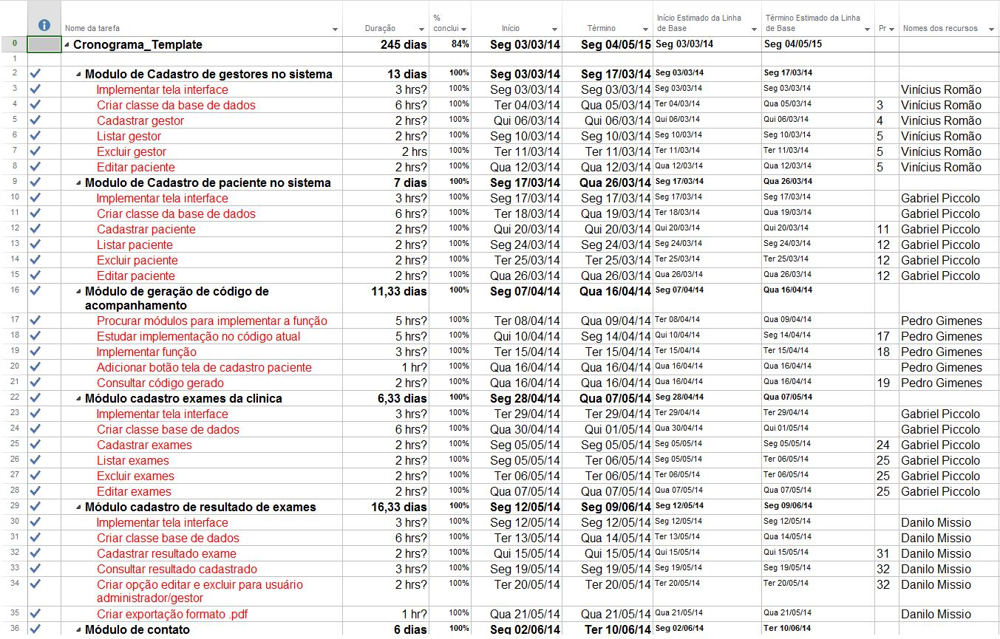 Nome da tarefa Duração % conclui Início Término Início Estimado da Linha de Base Término Estimado da Linha de Base Pr Nomes dos recursos
0 Cronograma_Template 245 dias 84% Seg 03/03/14 Seg 04/05/15 Seg 03/03/14 Seg 04/05/15
1
2 Modulo de Cadastro de gestores no sistema 13 dias 100% Seg 03/03/14 Seg 17/03/14 Seg 03/03/14 Seg 17/03/14
3 Implementar tela interface 3 hrs? 100% Seg 03/03/14 Seg 03/03/14 Seg 03/03/14 Seg 03/03/14 Vinícius Romão
4 Criar classe da base de dados 6 hrs? 100% Ter 04/03/14 Qua 05/03/14 Ter 04/03/14 Qua 05/03/14 3 Vinícius Romão
5 Cadastrar gestor 2 hrs? 100% Qui 06/03/14 Qui 06/03/14 Qui 06/03/14 Qui 06/03/14 4 Vinícius Romão
6 Listar gestor 2 hrs? 100% Seg 10/03/14 Seg 10/03/14 Seg 10/03/14 Seg 10/03/14 5 Vinícius Romão
7 Excluir gestor 2 hrs 100% Ter 11/03/14 Ter 11/03/14 Ter 11/03/14 Ter 11/03/14 5 Vinícius Romão
8 Editar paciente 2 hrs? 100% Qua 12/03/14 Qua 12/03/14 Qua 12/03/14 Qua 12/03/14 5 Vinícius Romão
9 Modulo de Cadastro de paciente no sistema 7 dias 100% Seg 17/03/14 Qua 26/03/14 Seg 17/03/14 Qua 26/03/14
10 Implementar tela interface 3 hrs? 100% Seg 17/03/14 Seg 17/03/14 Seg 17/03/14 Seg 17/03/14 Gabriel Piccolo
11 Criar classe da base de dados 6 hrs? 100% Ter 18/03/14 Qua 19/03/14 Ter 18/03/14 Qua 19/03/14 Gabriel Piccolo
12 Cadastrar paciente 2 hrs? 100% Qui 20/03/14 Qui 20/03/14 Qui 20/03/14 Qui 20/03/14 11 Gabriel Piccolo
13 Listar paciente 2 hrs? 100% Seg 24/03/14 Seg 24/03/14 Seg 24/03/14 Seg 24/03/14 12 Gabriel Piccolo
14 Excluir paciente 2 hrs? 100% Ter 25/03/14 Ter 25/03/14 Ter 25/03/14 Ter 25/03/14 12 Gabriel Piccolo
15 Editar paciente 2 hrs? 100% Qua 26/03/14 Qua 26/03/14 Qua 26/03/14 Qua 26/03/14 12 Gabriel Piccolo
16 Módulo de geração de código de 11,33 dias 100% Seg 07/04/14 Qua 16/04/14 Seg 07/04/14 Qua 16/04/14
acompanhamento
17 Procurar módulos para implementar a função 5 hrs? 100% Ter 08/04/14 Qua 09/04/14 Ter 08/04/14 Qua 09/04/14 Pedro Gimenes
18 Estudar implementação no código atual 5 hrs? 100% Qui 10/04/14 Seg 14/04/14 Qui 10/04/14 Seg 14/04/14 17 Pedro Gimenes
19 Implementar função 3 hrs? 100% Ter 15/04/14 Ter 15/04/14 Ter 15/04/14 Ter 15/04/14 18 Pedro Gimenes
20 Adicionar botão tela de cadastro paciente 1 hr? 100% Qua 16/04/14 Qua 16/04/14 Qua 16/04/14 Qua 16/04/14 Pedro Gimenes
21 Consultar código gerado 2 hrs? 100% Qua 16/04/14 Qua 16/04/14 Qua 16/04/14 Qua 16/04/14 19 Pedro Gimenes
22 Módulo cadastro exames da clinica 6,33 dias 100% Seg 28/04/14 Qua 07/05/14 Seg 28/04/14 Qua 07/05/14
23 Implementar tela interface 3 hrs? 100% Ter 29/04/14 Ter 29/04/14 Ter 29/04/14 Ter 29/04/14 Gabriel Piccolo
24 Criar classe base de dados 6 hrs? 100% Qua 30/04/14 Qui 01/05/14 Qua 30/04/14 Qui 01/05/14 Gabriel Piccolo
25 Cadastrar exames 2 hrs? 100% Seg 05/05/14 Seg 05/05/14 Seg 05/05/14 Seg 05/05/14 24 Gabriel Piccolo
26 Listar exames 2 hrs? 100% Seg 05/05/14 Ter 06/05/14 Seg 05/05/14 Ter 06/05/14 25 Gabriel Piccolo
27 Excluir exames 2 hrs? 100% Ter 06/05/14 Ter 06/05/14 Ter 06/05/14 Ter 06/05/14 25 Gabriel Piccolo
28 Editar exames 2 hrs? 100% Qua 07/05/14 Qua 07/05/14 Qua 07/05/14 Qua 07/05/14 25 Gabriel Piccolo
29 Módulo cadastro de resultado de exames 16,33 dias 100% Seg 12/05/14 Seg 09/06/14 Seg 12/05/14 Seg 09/06/14
30 Implementar tela interface 3 hrs? 100% Seg 12/05/14 Seg 12/05/14 Seg 12/05/14 Seg 12/05/14 Danilo Missio
31 Criar classe base de dados 6 hrs? 100% Ter 13/05/14 Qua 14/05/14 Ter 13/05/14 Qua 14/05/14 Danilo Missio
32 Cadastrar resultado exame 2 hrs? 100% Qui 15/05/14 Qui 15/05/14 Qui 15/05/14 Qui 15/05/14 31 Danilo Missio
33 Consultar resultado cadastrado 3 hrs? 100% Seg 19/05/14 Seg 19/05/14 Seg 19/05/14 Seg 19/05/14 32 Danilo Missio
34 Criar opção editar e excluir para usuário 2 hrs? 100% Ter 20/05/14 Ter 20/05/14 Ter 20/05/14 Ter 20/05/14 32 Danilo Missio
administrador/gestor
35 Criar exportação formato .pdf 1 hr? 100% Qua 21/05/14 Qua 21/05/14 Qua 21/05/14 Qua 21/05/14 Danilo Missio
36 Módulo de contato 6 dias 100% Seg 02/06/14 Ter 10/06/14 Seg 02/06/14 Ter 10/06/14